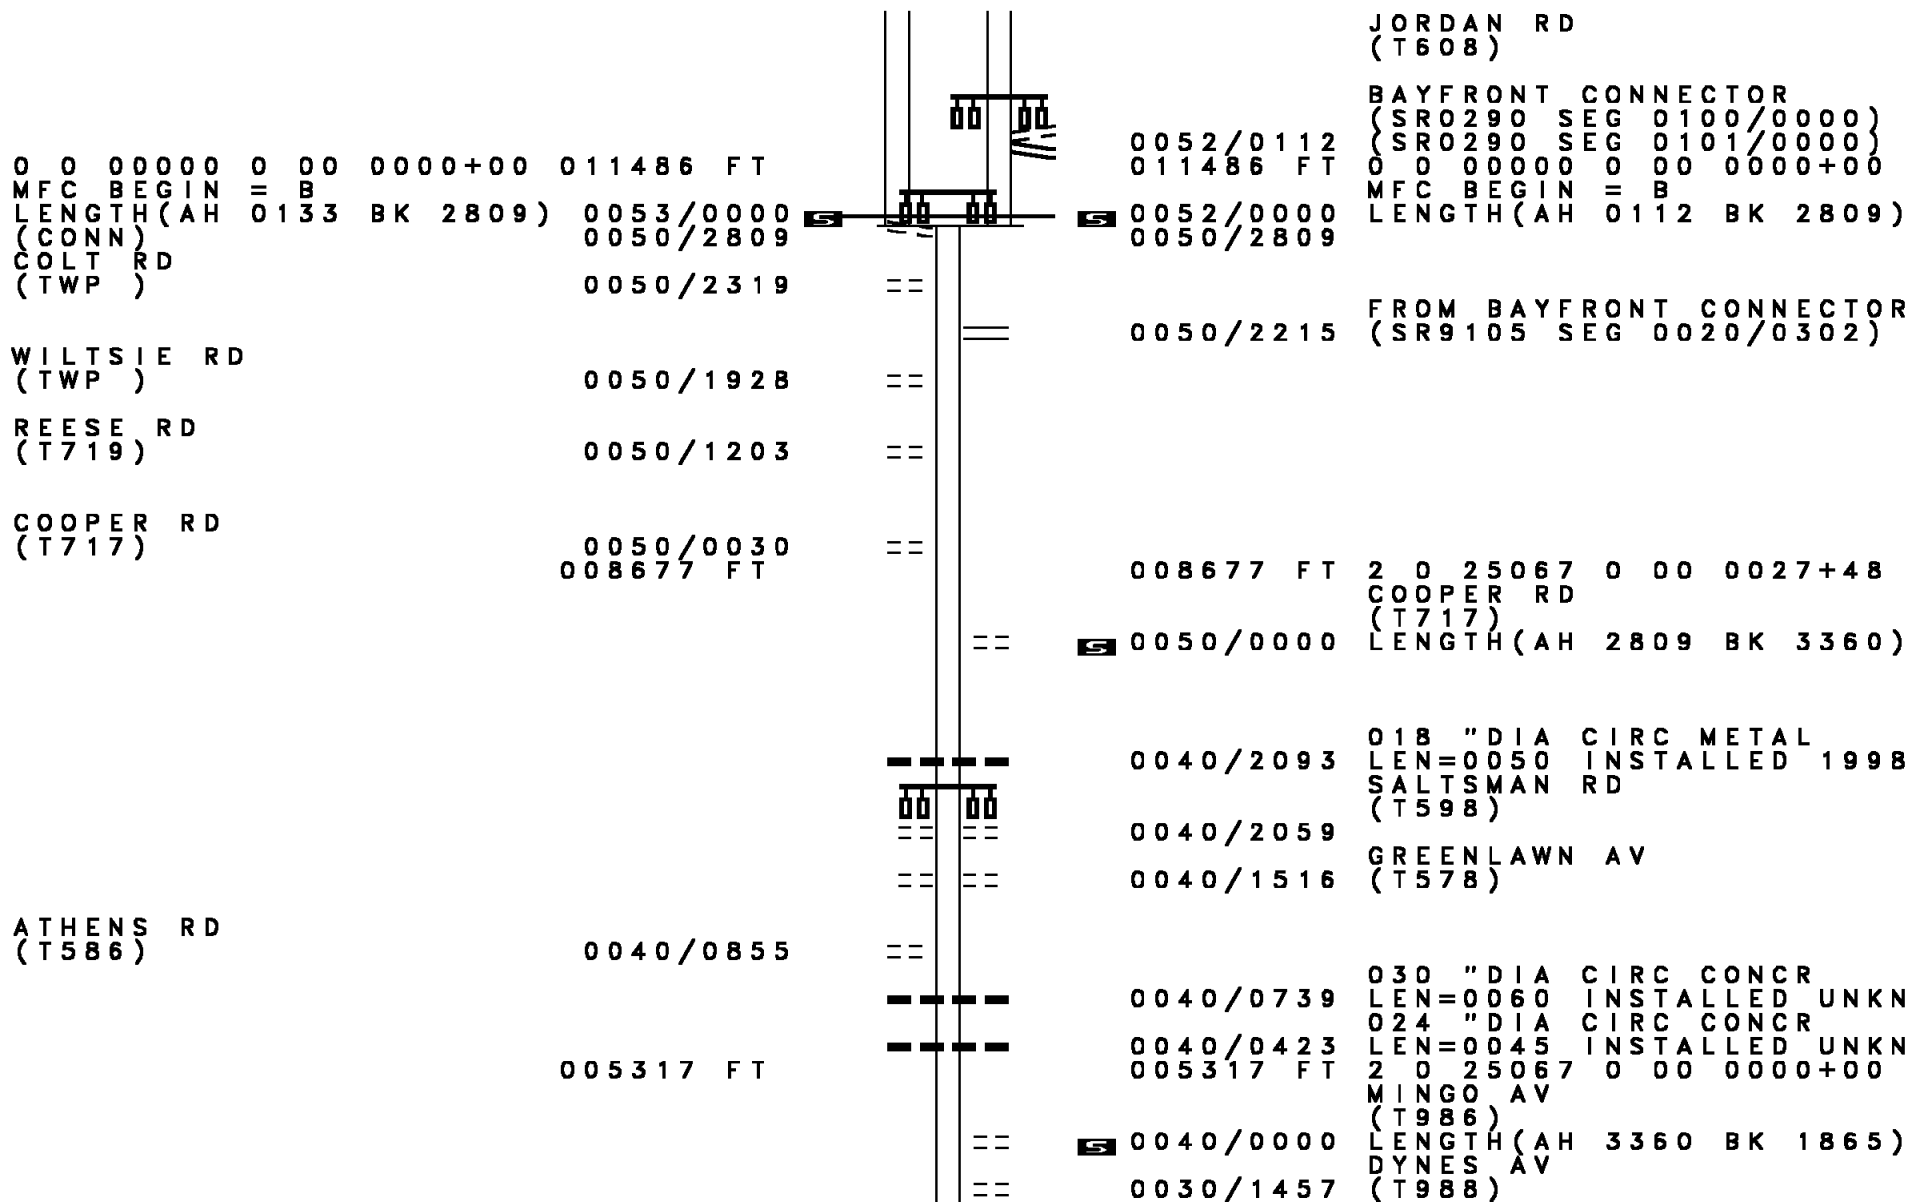 JORDAN RD
(T608)
BAYFRONT CONNECTOR
(SR0290 SEG 0100/0000)
0052/0112 (SR0290 SEG 0101/0000)
0 0 00000 0 00 0000+00 011486 FT 011486 FT 0 0 00000 0 00 0000+00
MFC BEGIN = B MFC BEGIN = B
LENGTH(AH 0133 BK 2809) 0053/0000 S S 0052/0000 LENGTH(AH 0112 BK 2809)
(CONN) 0050/2809 0050/2809
COLT RD
(TWP ) 0050/2319
FROM BAYFRONT CONNECTOR
0050/2215 (SR9105 SEG 0020/0302)
WILTSIE RD
(TWP ) 0050/1928
REESE RD
(T719) 0050/1203
COOPER RD
(T717) 0050/0030
008677 FT 008677 FT 2 0 25067 0 00 0027+48
COOPER RD
(T717)
S 0050/0000 LENGTH(AH 2809 BK 3360)
018 "DIA CIRC METAL
0040/2093 LEN=0050 INSTALLED 1998
SALTSMAN RD
(T598)
0040/2059
GREENLAWN AV
0040/1516 (T578)
ATHENS RD
(T586) 0040/0855
030 "DIA CIRC CONCR
0040/0739 LEN=0060 INSTALLED UNKN
024 "DIA CIRC CONCR
0040/0423 LEN=0045 INSTALLED UNKN
005317 FT 005317 FT 2 0 25067 0 00 0000+00
MINGO AV
(T986)
S 0040/0000 LENGTH(AH 3360 BK 1865)
DYNES AV
0030/1457 (T988)